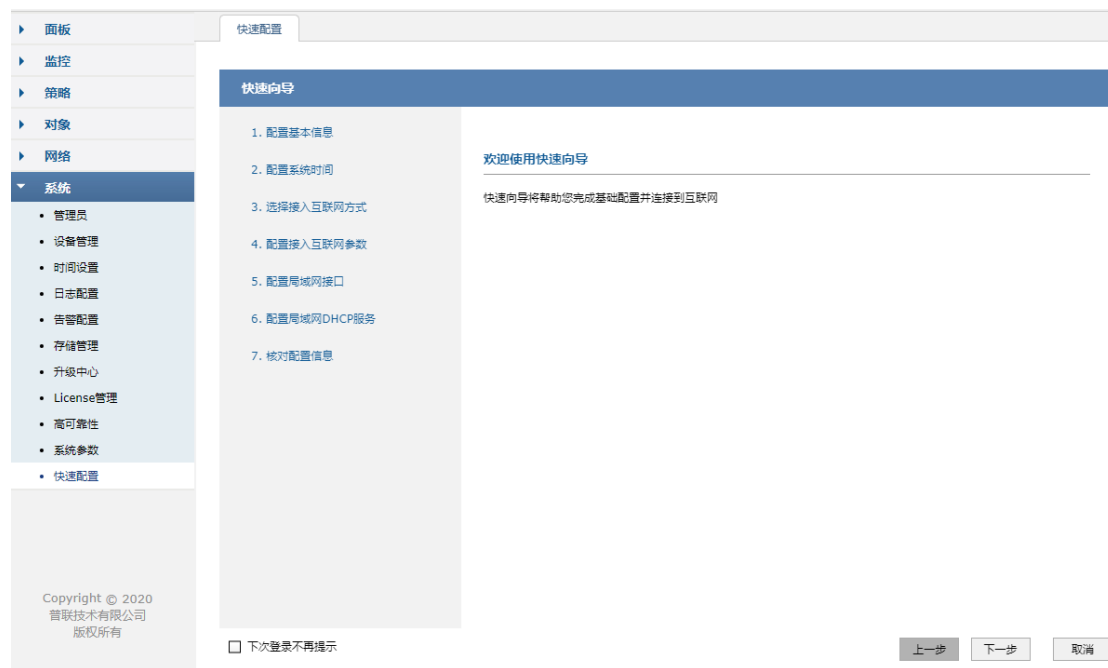 面板
监控
策略
对象
网络
系统
管理员
设备管理
时间设置
日志配置
告警配置
存储管理
升级中心
License管理
高可靠性
系统参数
快速配置
Copyright © 2020
普联技术有限公司
版权所有
快速配置
快速向导
1. 配置基本信息
2. 配置系统时间
3. 选择接入互联网方式
4. 配置接入互联网参数
5. 配置局域网接口
6. 配置局域网DHCP服务
7. 核对配置信息
欢迎使用快速向导
快速向导将帮助您完成基础配置并连接到互联网
下次登录不再提示
上一步 下一步 取消